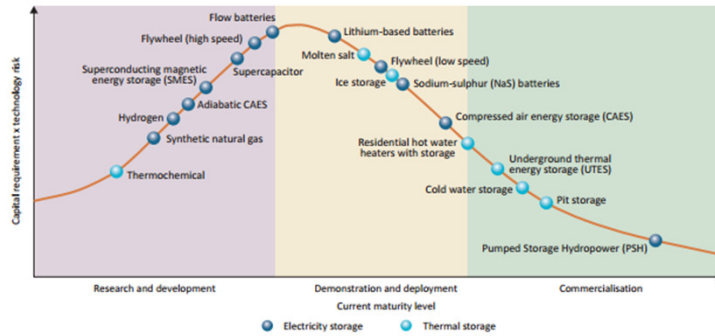 Capital requirement x technology risk
Flow batteries
Flywheel (high speed)
Superconducting magnetic
energy storage (SMES)
Supercapacitor
Adiabatic CAES
Hydrogen
Synthetic natural gas
Thermochemical
Lithium-based batteries
Molten salt
Flywheel (low speed)
Ice storage
Sodium-sulphur (NaS) batteries
Compressed air energy storage (CAES)
Residential hot water
heaters with storage
Underground thermal
energy storage (UTES)
Cold water storage
Pit storage
Pumped Storage Hydropower (PSH)
Research and development
Demonstration and deployment
Commercialisation
Current maturity level
Electricity storage
Thermal storage